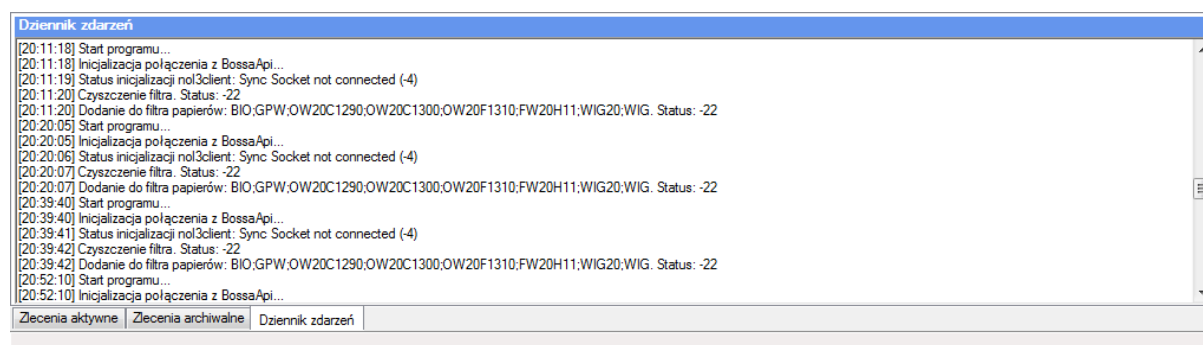 Dziennik zdarzeń
[20:11:18] Start programu...
[20:11:18] Inicjalizacja połączenia z BossaApi...
[20:11:19] Status inicjalizacji nol3client: Sync Socket not connected (-4)
[20:11:20] Czyszczenie filtra. Status: -22
[20:11:20] Dodanie do filtra papierów: BIO;GPW;OW20C1290;OW20C1300;OW20F1310;FW20H11;WIG20;WIG. Status: -22
[20:20:05] Start programu...
[20:20:05] Inicjalizacja połączenia z BossaApi...
[20:20:06] Status inicjalizacji nol3client: Sync Socket not connected (-4)
[20:20:07] Czyszczenie filtra. Status: -22
[20:20:07] Dodanie do filtra papierów: BIO;GPW;OW20C1290;OW20C1300;OW20F1310;FW20H11;WIG20;WIG. Status: -22
[20:39:40] Start programu...
[20:39:40] Inicjalizacja połączenia z BossaApi...
[20:39:41] Status inicjalizacji nol3client: Sync Socket not connected (-4)
[20:39:42] Czyszczenie filtra. Status: -22
[20:39:42] Dodanie do filtra papierów: BIO;GPW;OW20C1290;OW20C1300;OW20F1310;FW20H11;WIG20;WIG. Status: -22
[20:52:10] Start programu...
[20:52:10] Inicjalizacja połączenia z BossaApi...
Zlecenia aktywne Zlecenia archiwalne Dziennik zdarzeń